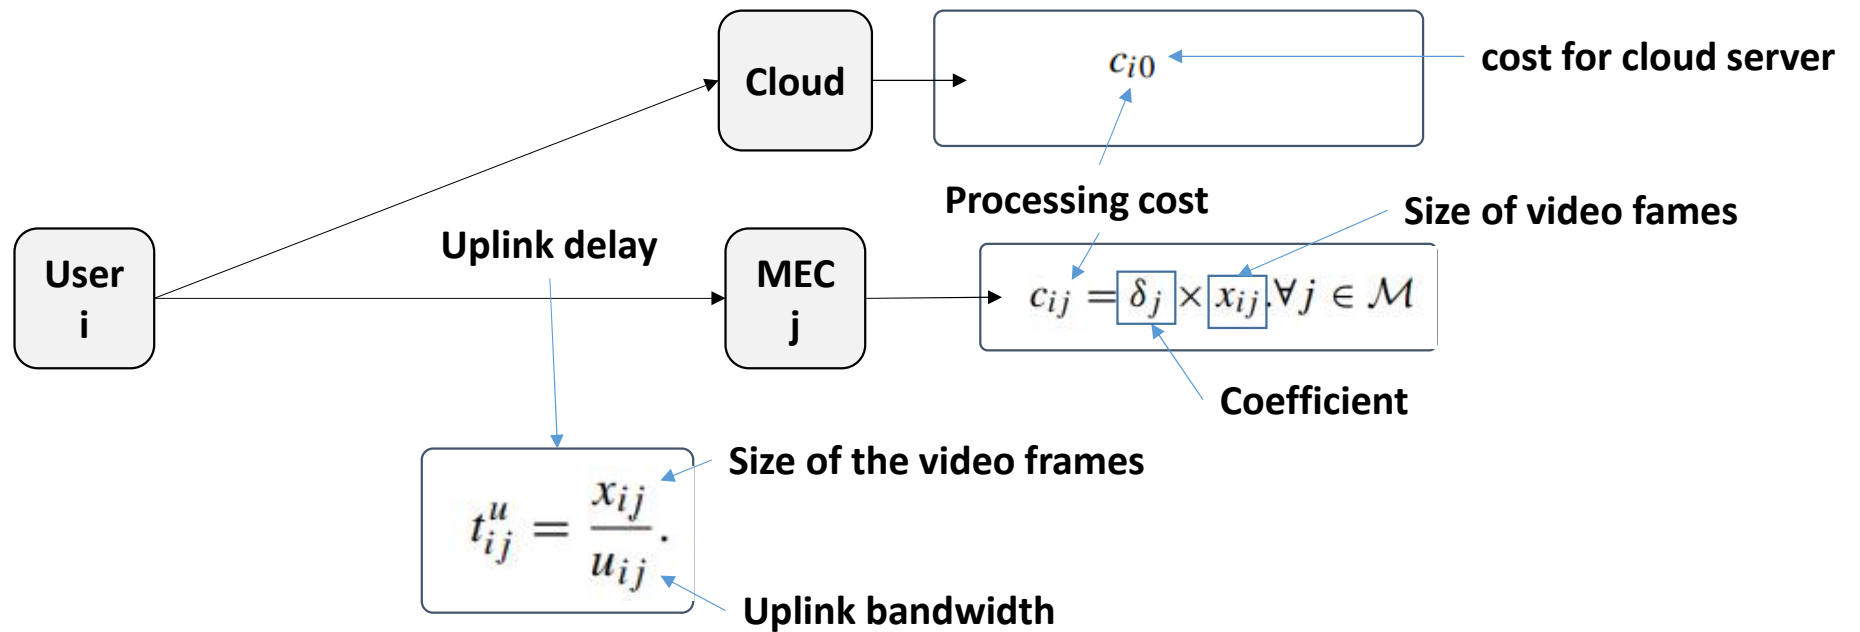 Cloud
c_{i0}
cost for cloud server
Processing cost
Size of video fames
Uplink delay
User
i
MEC
j
c_{ij} = δ_j × x_{ij}.∀j ∈ ℳ
Coefficient
Size of the video frames
t^u_{ij} = x_{ij} / u_{ij}.
Uplink bandwidth